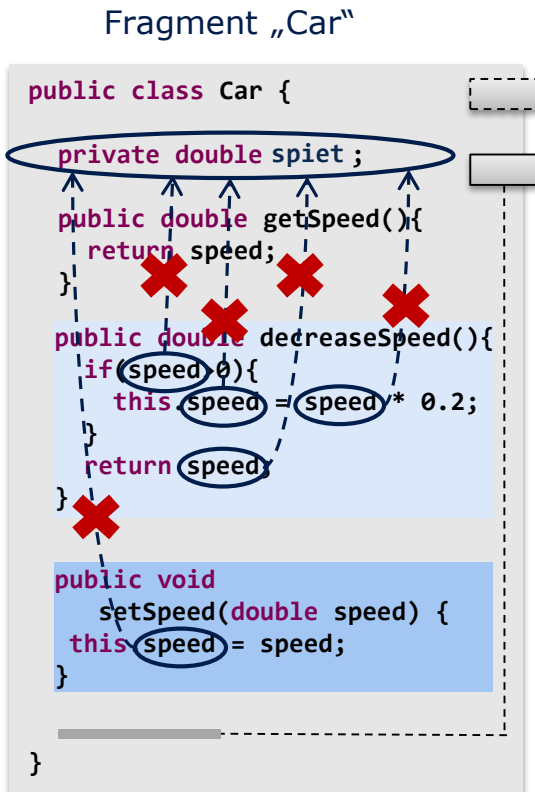 Fragment „Car“
public class Car {
private double spiet ;
public double getSpeed(){
return speed;
}
public double decreaseSpeed(){
if(speed>0){
this.speed = speed * 0.2;
}
return speed;
}
public void
setSpeed(double speed) {
this.speed = speed;
}
}